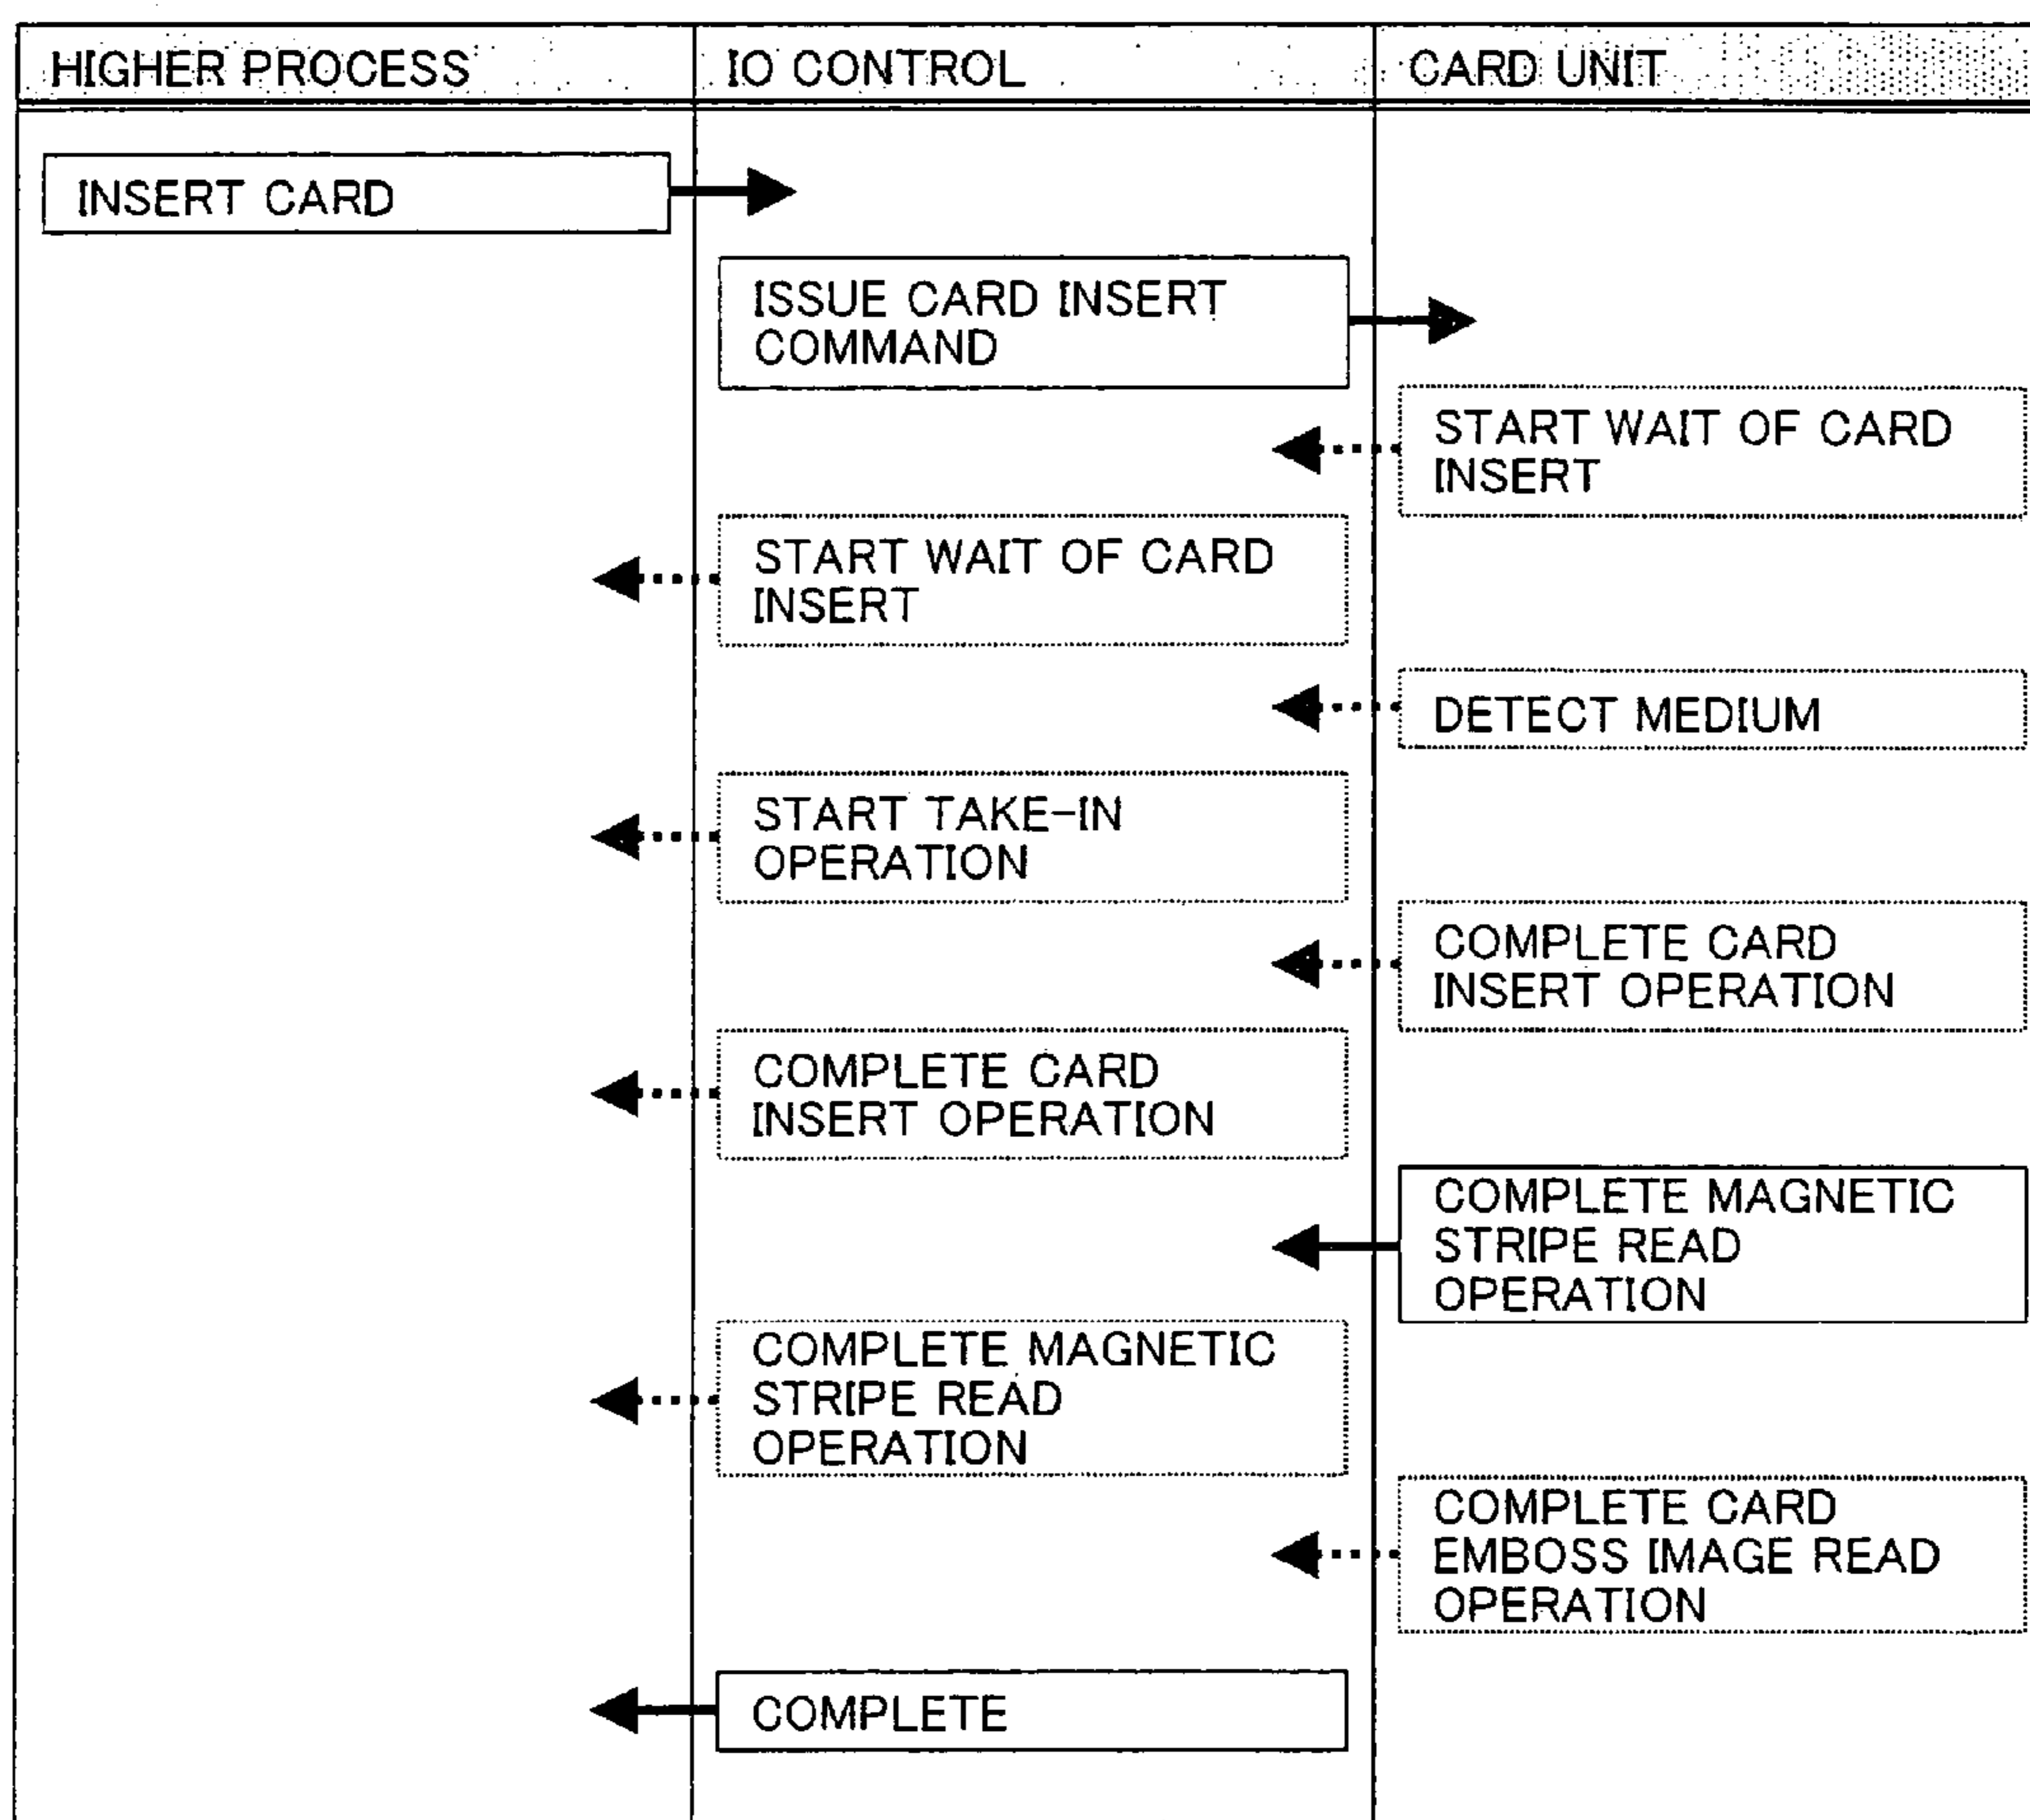 HIGHER PROCESS
IO CONTROL
CARD UNIT
INSERT CARD
ISSUE CARD INSERT
COMMAND
START WAIT OF CARD
INSERT
START WAIT OF CARD
INSERT
DETECT MEDIUM
START TAKE-IN
OPERATION
COMPLETE CARD
INSERT OPERATION
COMPLETE CARD
INSERT OPERATION
COMPLETE MAGNETIC
STRIPE READ
OPERATION
COMPLETE MAGNETIC
STRIPE READ
OPERATION
COMPLETE CARD
EMBOSS IMAGE READ
OPERATION
COMPLETE